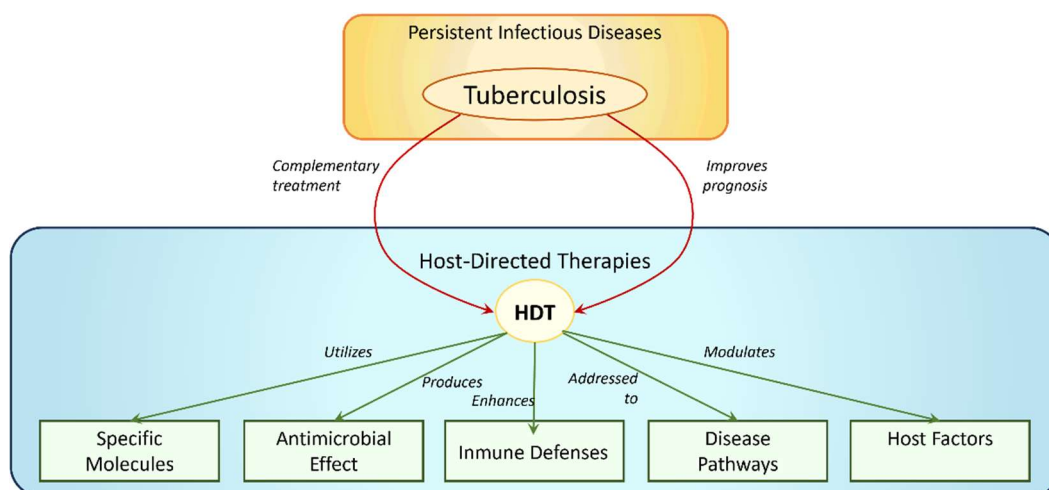 Persistent Infectious Diseases
Tuberculosis
Complementary
treatment
Improves
prognosis
Host-Directed Therapies
HDT
Utilizes
Produces
Enhances
Addressed
to
Modulates
Specific
Molecules
Antimicrobial
Effect
Inmune Defenses
Disease
Pathways
Host Factors